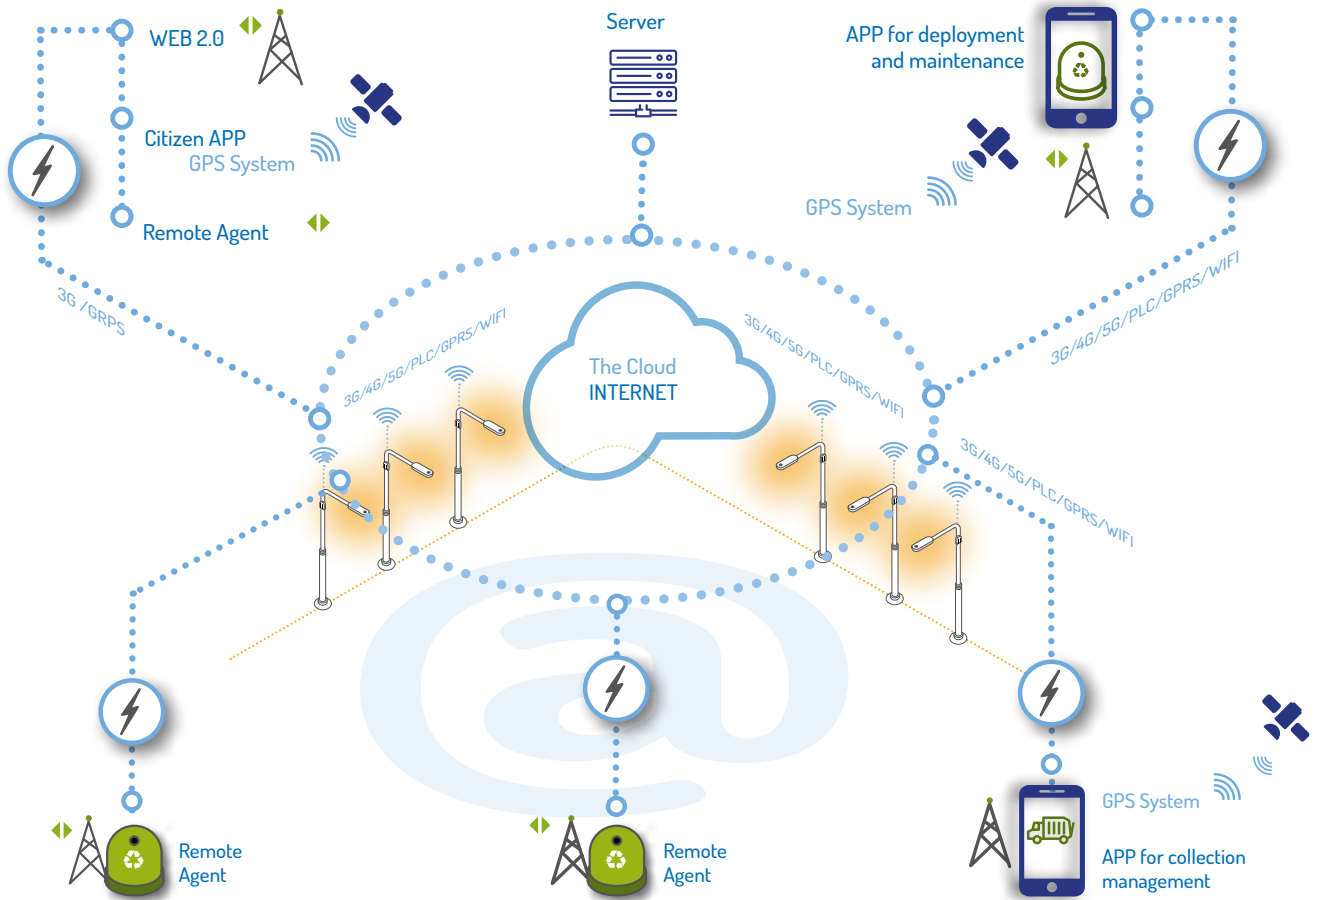 WEB 2.0
Citizen APP
GPS System
Remote Agent
3G /GRPS
Server
APP for deployment
and maintenance
GPS System
3G/4G/5G/PLC/GPRS/WIFI
3G/4G/5G/PLC/GPRS/WIFI
3G/4G/5G/PLC/GPRS/WIFI
The Cloud
INTERNET
3G/4G/5G/PLC/GPRS/WIFI
@
Remote
Agent
Remote
Agent
GPS System
APP for collection
management